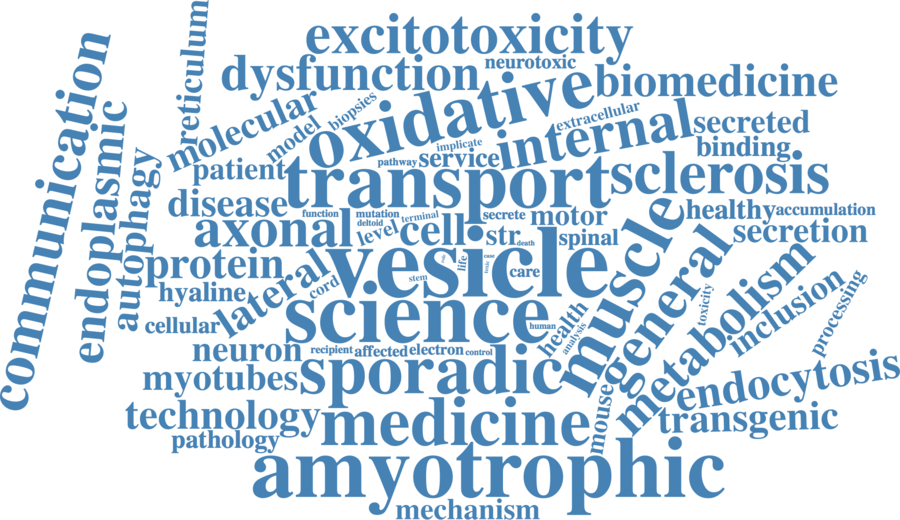 reticulum
excitotoxicity
communication
dysfunction
neurotoxic
oxidative
biomedicine
endoplasmic
molecular
biopsies
extracellular
model
internal
secreted
implicate
binding
autophagy
patient
pathway
service
transport
sclerosis
disease
function
mutation
terminal
secrete
motor
healthy
accumulation
deltoid
axonal
level
cell
str
death
spinal
muscle
secretion
protein
vesicle
case
life
toxic
care
general
lateral
cord
stem
hyaline
metabolism
inclusion
processing
toxicity
science
cellular
human
health
analysis
neuron
recipient
affected
electron
control
myotubes
sporadic
endocytosis
mouse
technology
medicine
transgenic
pathology
amyotrophic
mechanism